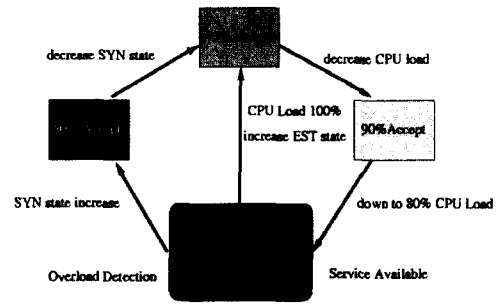 decrease SYN state
decrease CPU load
CPU Load 100%
increase EST state
90%Accept
SYN state increase
down to 80% CPU Load
Overload Detection
Service Available